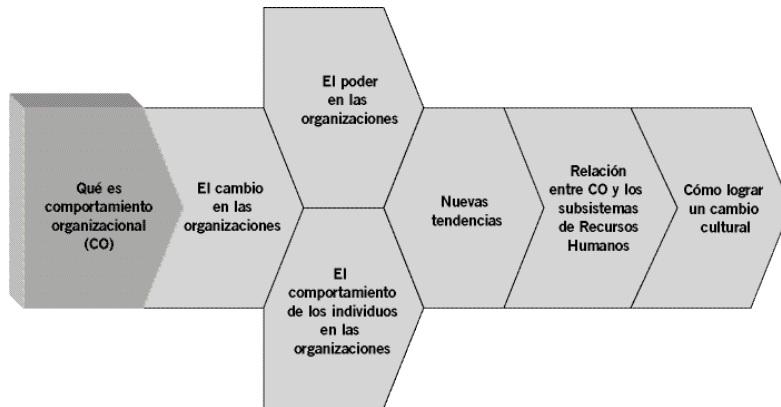 Qué es
comportamiento
organizacional
(CO)
El cambio
en las
organizaciones
El poder
en las
organizaciones
El
comportamiento
de los individuos
en las
organizaciones
Nuevas
tendencias
Relación
entre CO y los
subsistemas
de Recursos
Humanos
Cómo lograr
un cambio
cultural